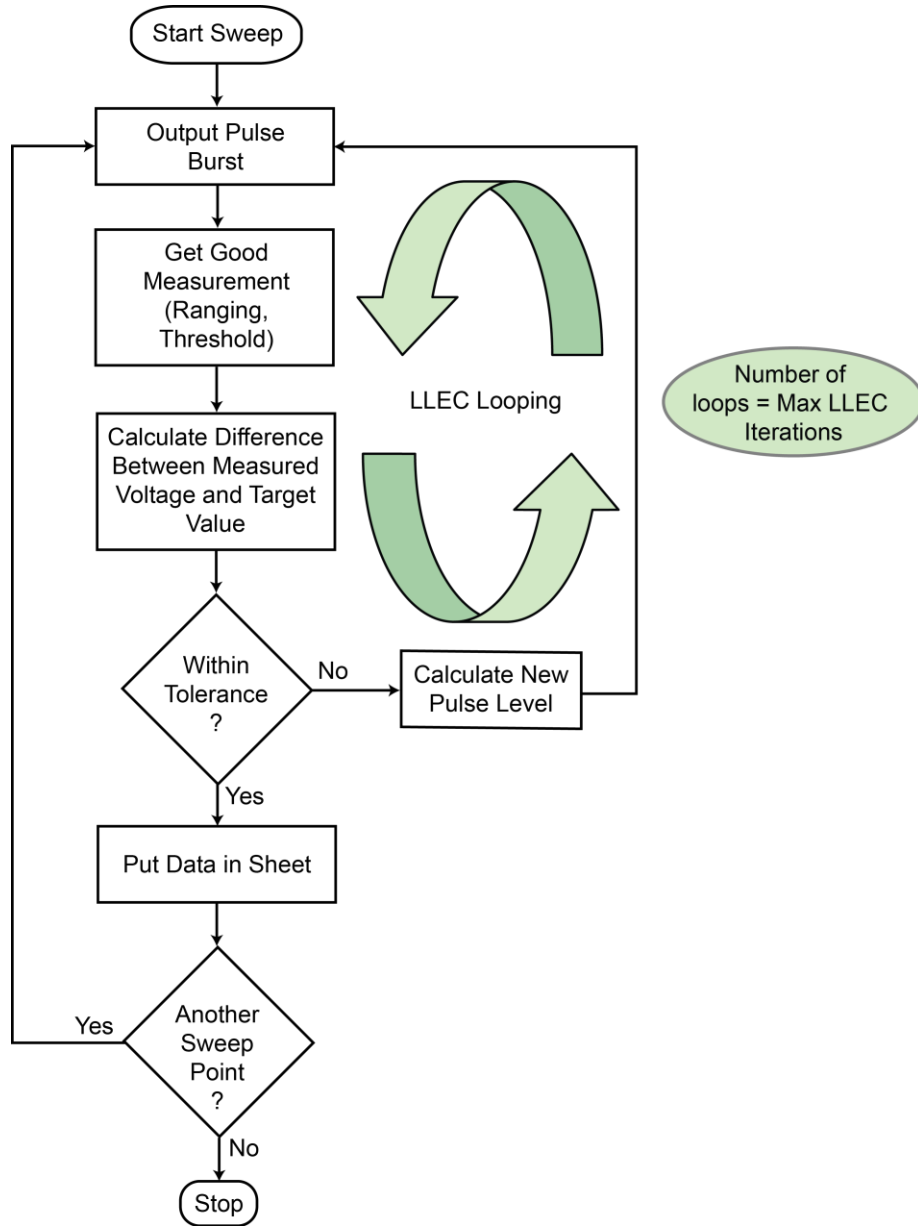 Start Sweep
Output Pulse
Burst
Get Good
Measurement
(Ranging,
Threshold)
LLEC Looping
Number of
loops = Max LLEC
Iterations
Calculate Difference
Between Measured
Voltage and Target
Value
Within
Tolerance
?
No
Calculate New
Pulse Level
Yes
Put Data in Sheet
Yes
Another
Sweep
Point
?
No
Stop